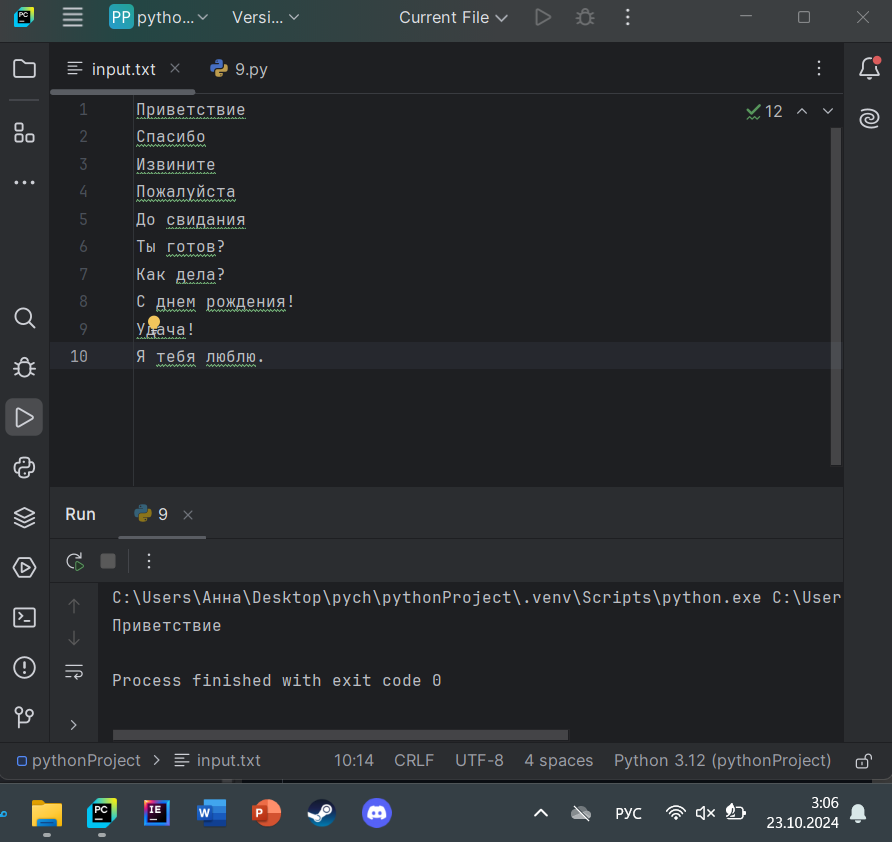 PP pytho... Versi... Current File
input.txt 9.py
1 Приветствие 12
2 Спасибо
3 Извините
4 Пожалуйста
5 До свидания
6 Ты готов?
7 Как дела?
8 С днем рождения!
9 Удача!
10 Я тебя люблю.
Run 9
C:\Users\Анна\Desktop\pych\pythonProject\.venv\Scripts\python.exe C:\User
Приветствие
Process finished with exit code 0
pythonProject > input.txt 10:14 CRLF UTF-8 4 spaces Python 3.12 (pythonProject)
PC IE W P РУС 3:06
23.10.2024